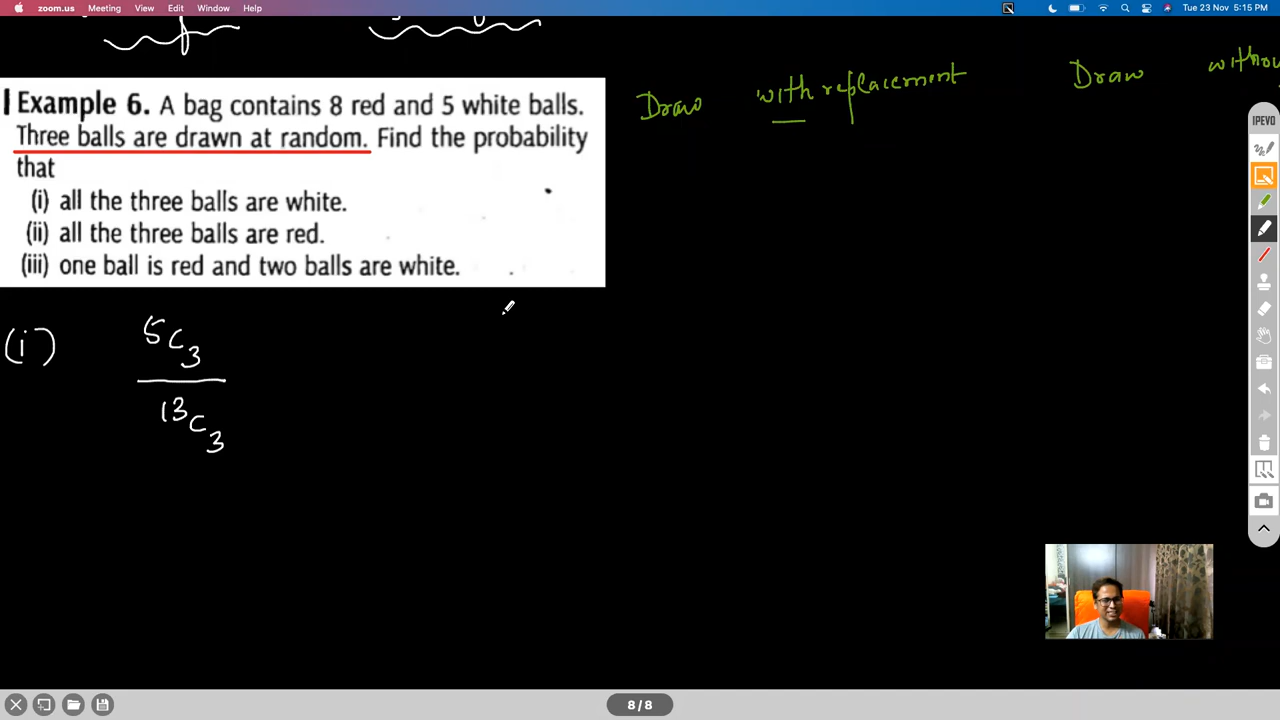 zoom.us Meeting View Edit Window Help Tue 23 Nov 5:15 PM
Draw with replacement Draw
Example 6. A bag contains 8 red and 5 white balls.
Three balls are drawn at random. Find the probability
that
(i) all the three balls are white.
(ii) all the three balls are red.
(iii) one ball is red and two balls are white.
IPEVO
(i) 5C3
13C3
8/8